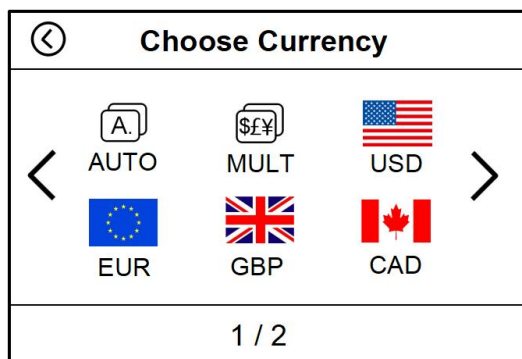 Choose Currency
A. $£¥
AUTO MULT USD
EUR GBP CAD
1 / 2